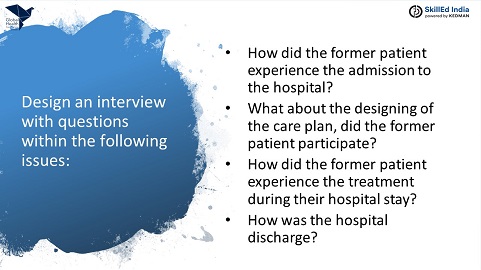 Global
Health
SkillEd India
powered by KEDMAN
Design an interview
with questions
within the following
issues:
• How did the former patient
experience the admission to
the hospital?
• What about the designing of
the care plan, did the former
patient participate?
• How did the former patient
experience the treatment
during their hospital stay?
• How was the hospital
discharge?